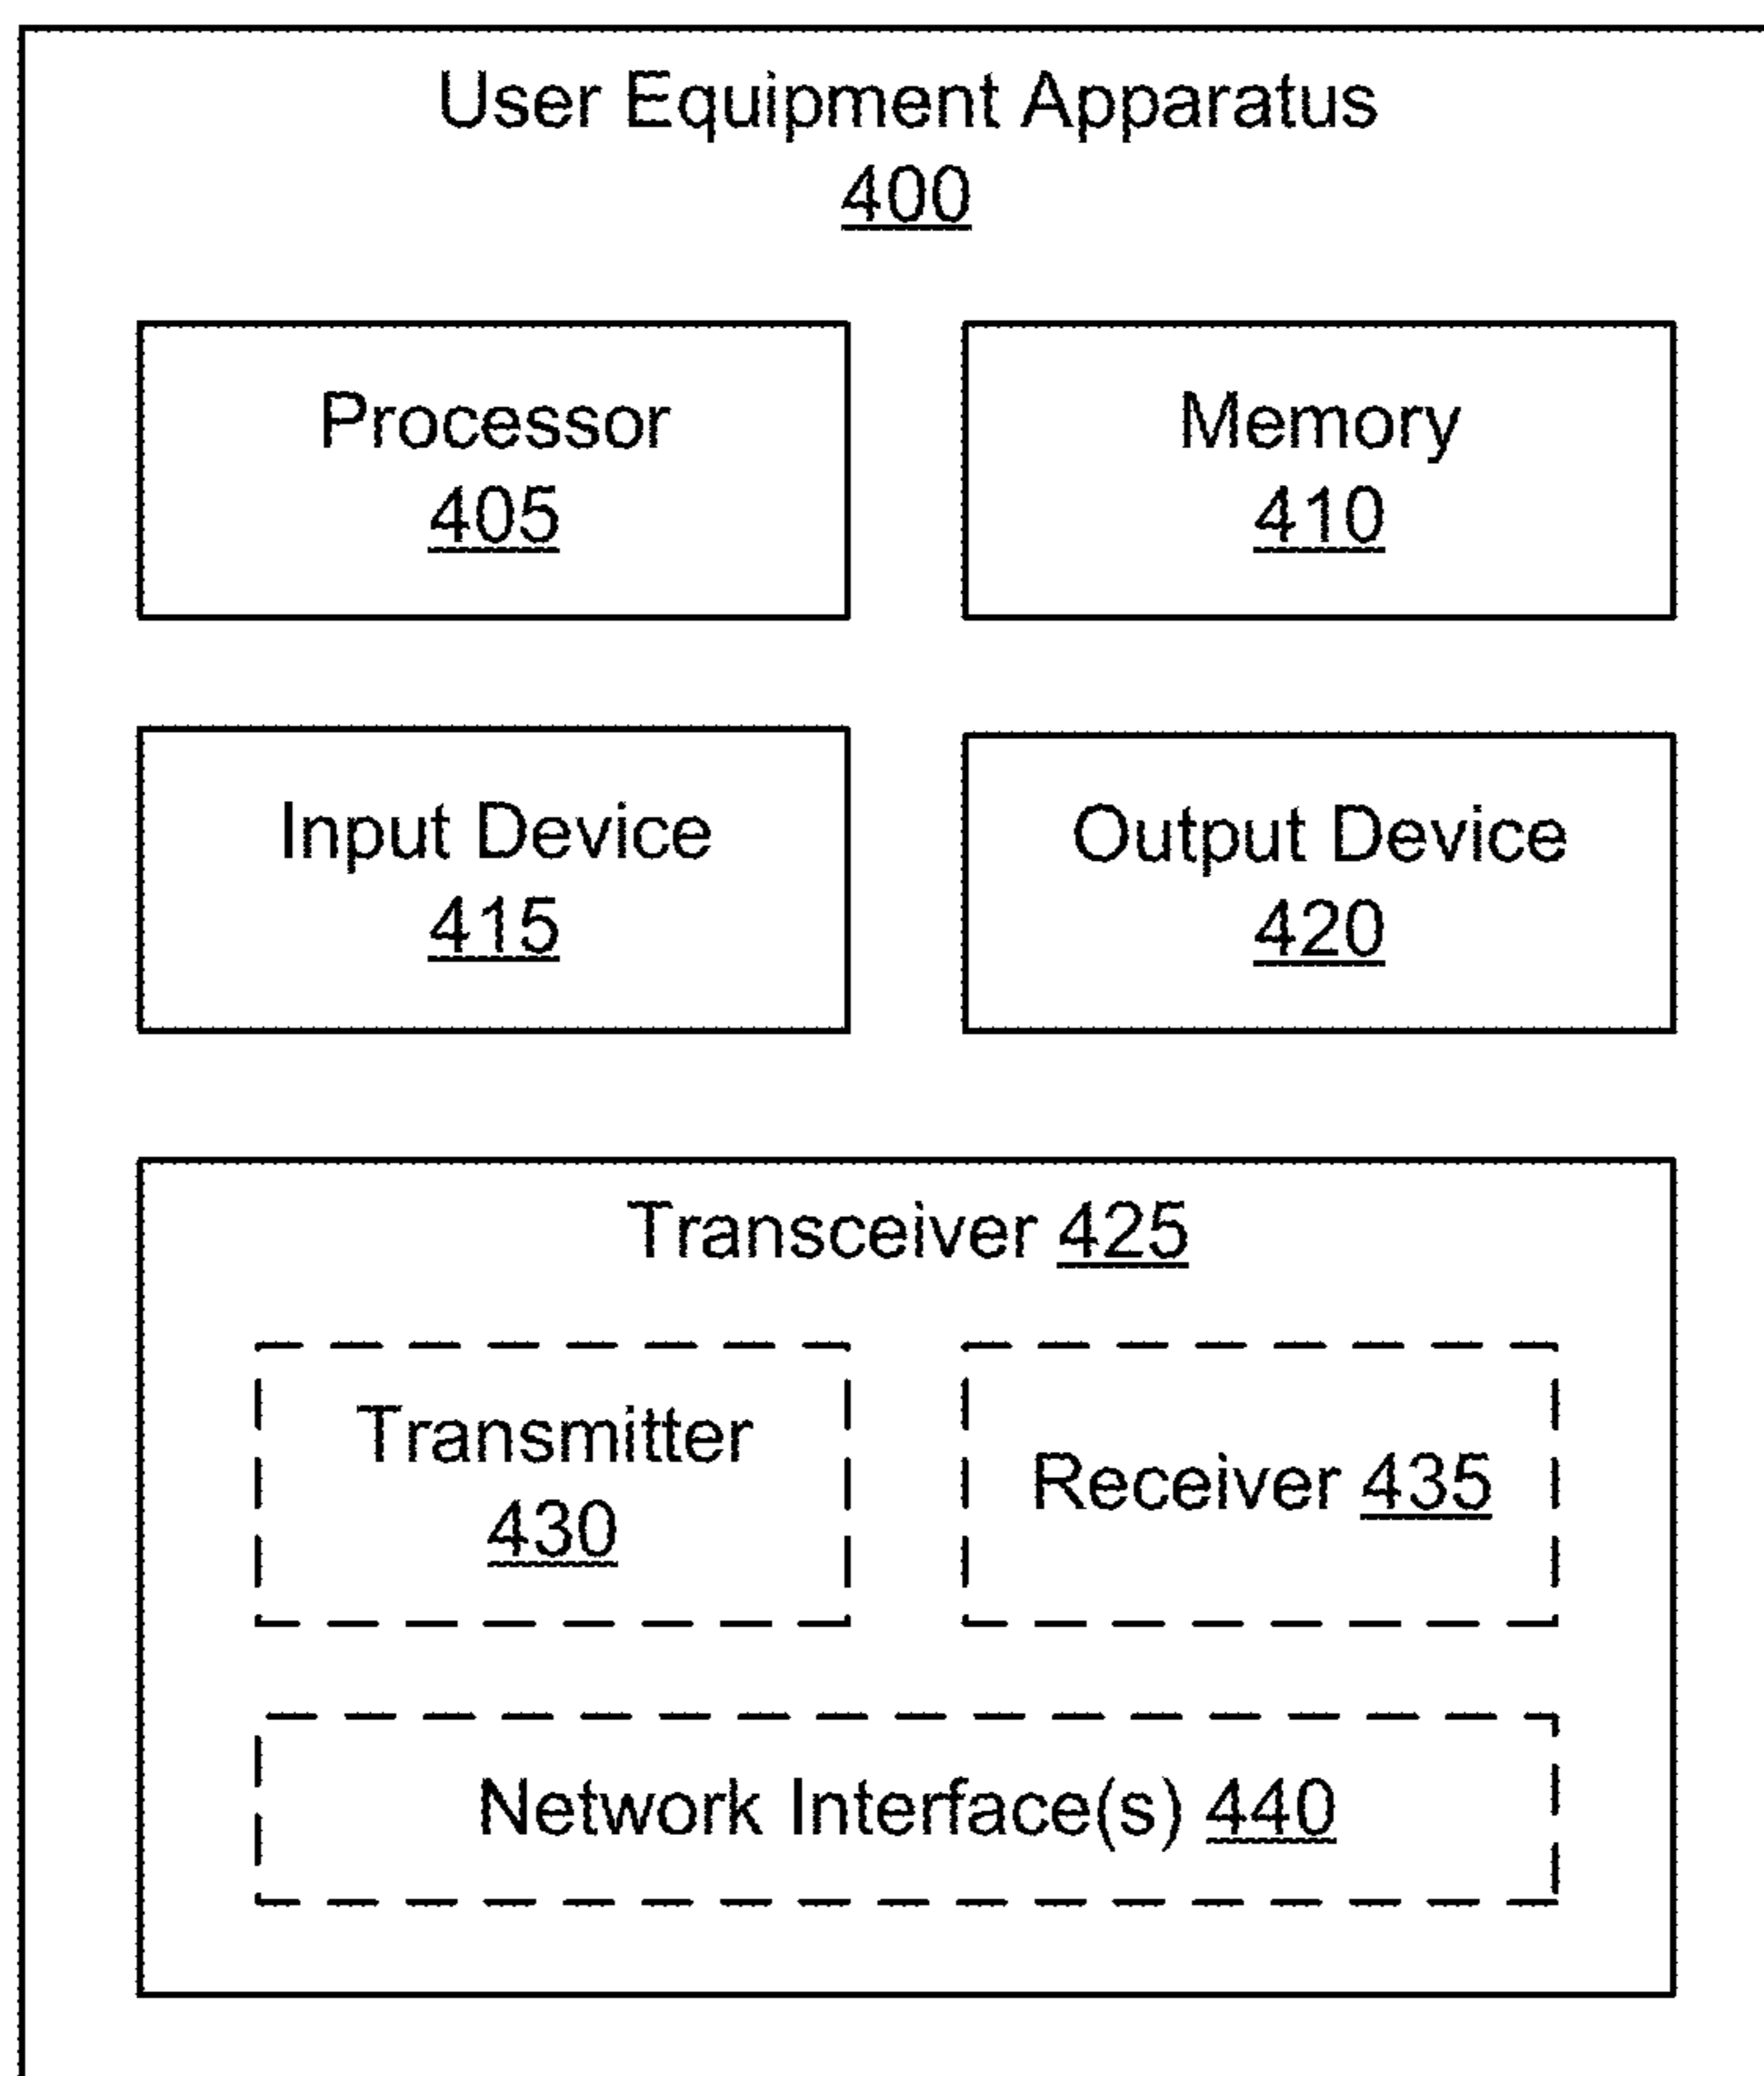 User Equipment Apparatus
400
Processor
405
Memory
410
Input Device
415
Output Device
420
Transceiver 425
Transmitter
430
Receiver 435
Network Interface(s) 440